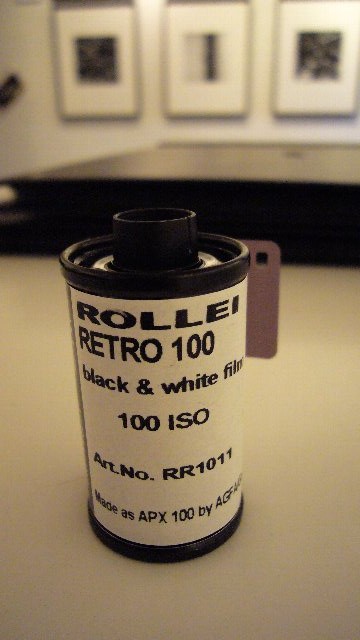 ROLLEI
RETRO 100
black & white film
100 ISO
Art.No. RR1011
Made as APX 100 by